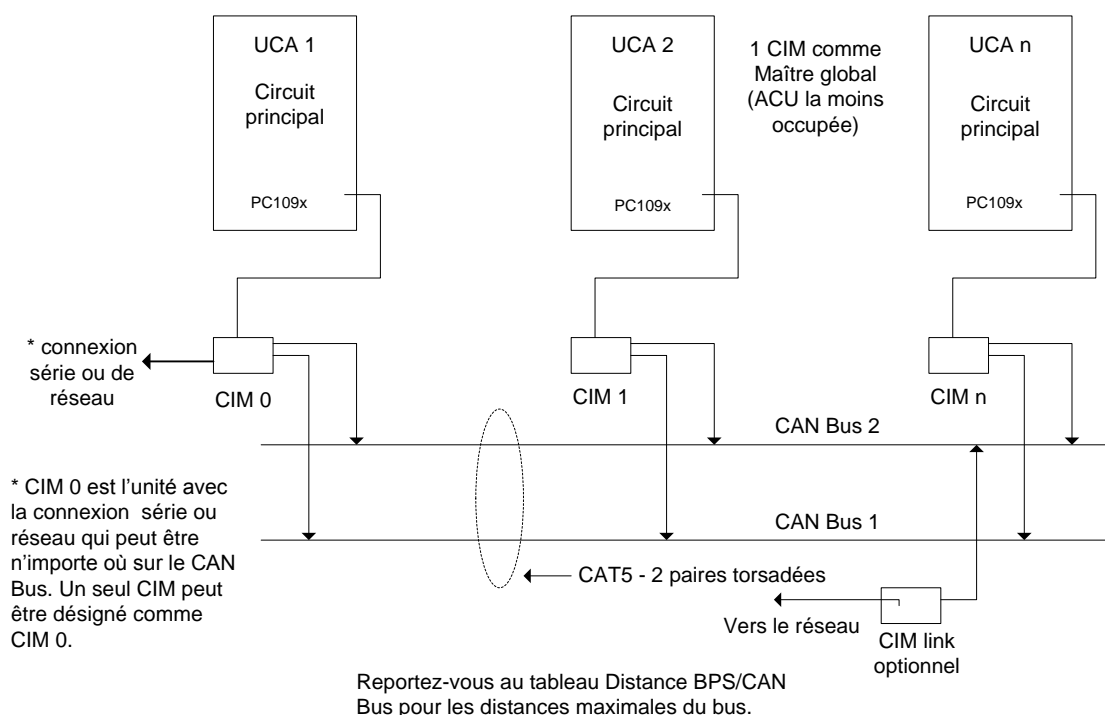 UCA 1
Circuit
principal
PC109x
UCA 2
Circuit
principal
PC109x
1 CIM comme
Maître global
(ACU la moins
occupée)
UCA n
Circuit
principal
PC109x
* connexion
série ou de
réseau
CIM 0
CIM 1
CIM n
CAN Bus 2
* CIM 0 est l'unité avec
la connexion série ou
réseau qui peut être
n'importe où sur le CAN
Bus. Un seul CIM peut
être désigné comme
CIM 0.
CAN Bus 1
CAT5 - 2 paires torsadées
Vers le réseau
CIM link
optionnel
Reportez-vous au tableau Distance BPS/CAN
Bus pour les distances maximales du bus.